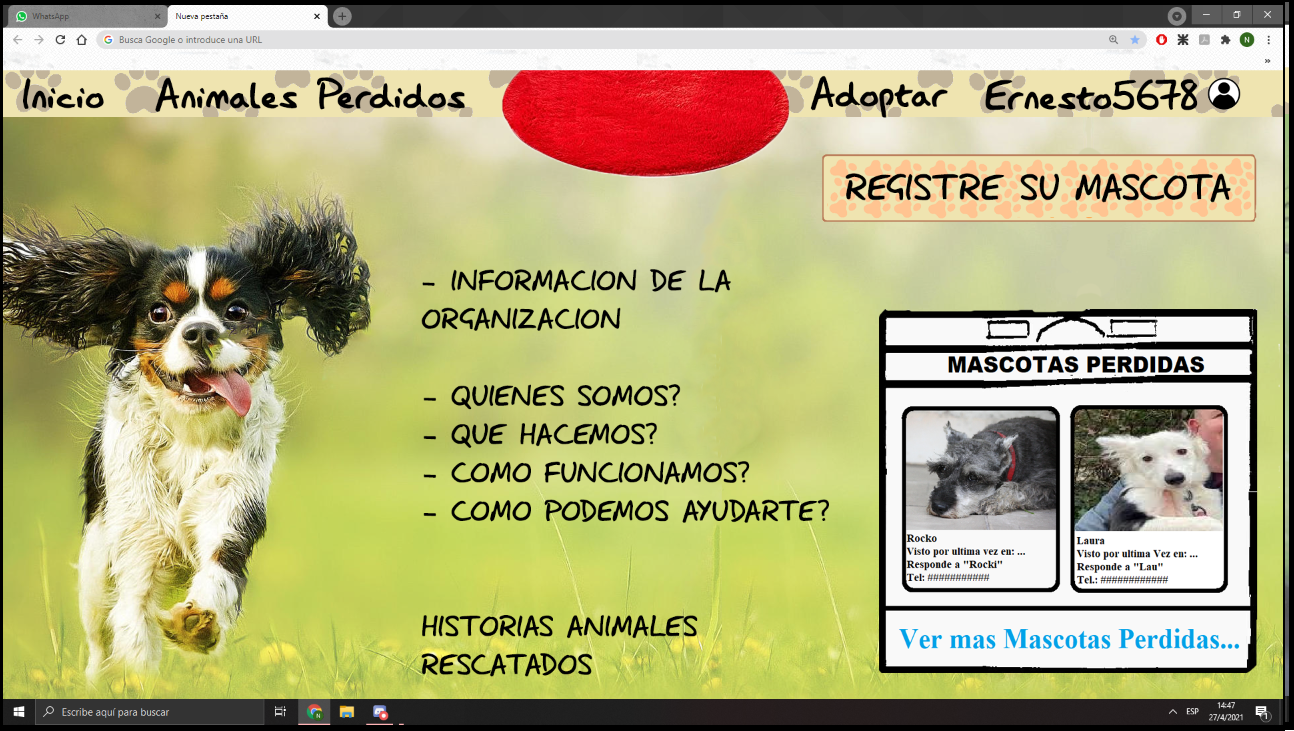 WhatsApp
Nueva pestaña
Busca Google o introduce una URL
N
Inicio
Animales Perdidos
Adoptar
Ernesto5678
REGISTRE SU MASCOTA
- INFORMACION DE LA
ORGANIZACION
- QUIENES SOMOS?
- QUE HACEMOS?
- COMO FUNCIONAMOS?
- COMO PODEMOS AYUDARTE?
HISTORIAS ANIMALES
RESCATADOS
MASCOTAS PERDIDAS
Rocko
Visto por ultima vez en: ...
Responde a "Rocki"
Tel: ###########
Laura
Visto por ultima Vez en: ...
Responde a "Lau"
Tel.: ############
Ver mas Mascotas Perdidas...
Escribe aquí para buscar
ESP
14:47
27/4/2021
1